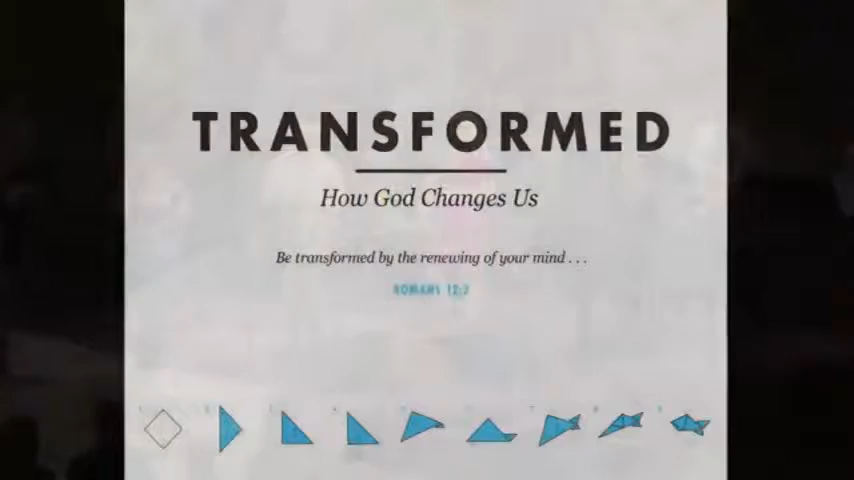 TRANSFORMED
How God Changes Us
Be transformed by the renewing of your mind . . .
ROMANS 12:2